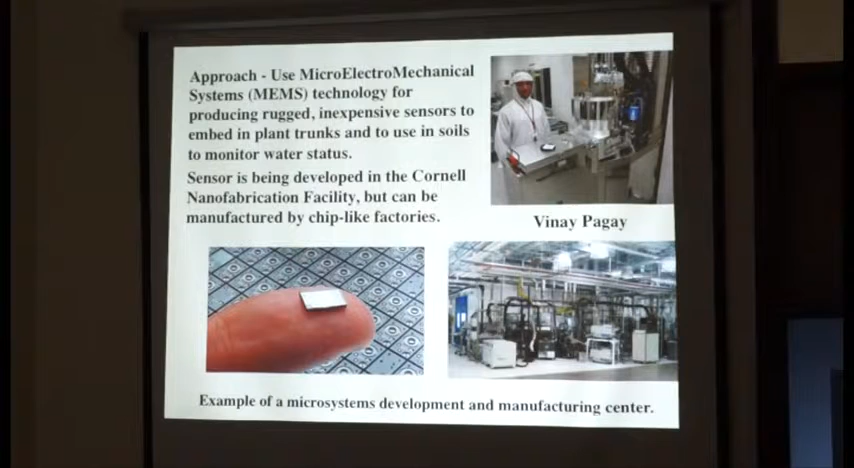 Approach - Use MicroElectroMechanical
Systems (MEMS) technology for
producing rugged, inexpensive sensors to
embed in plant trunks and to use in soils
to monitor water status.
Sensor is being developed in the Cornell
Nanofabrication Facility, but can be
manufactured by chip-like factories.
Vinay Pagay
Example of a microsystems development and manufacturing center.